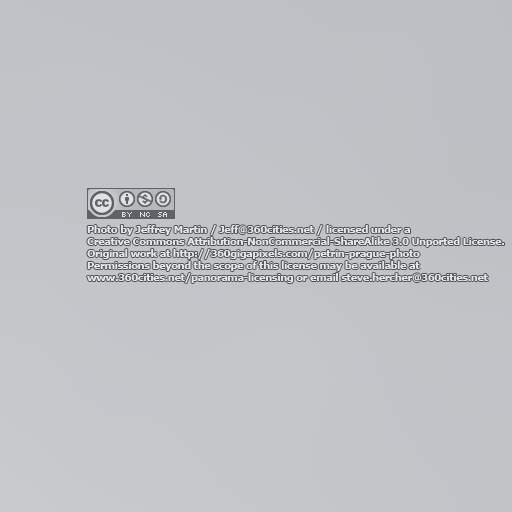 cc
BY NC SA
Photo by Jeffrey Martin / Jeff@360cities.net / licensed under a
Creative Commons Attribution-NonCommercial-ShareAlike 3.0 Unported License.
Original work at http://360gigapixels.com/petrin-prague-photo
Permissions beyond the scope of this license may be available at
www.360cities.net/panorama-licensing or email steve.hercher@360cities.net